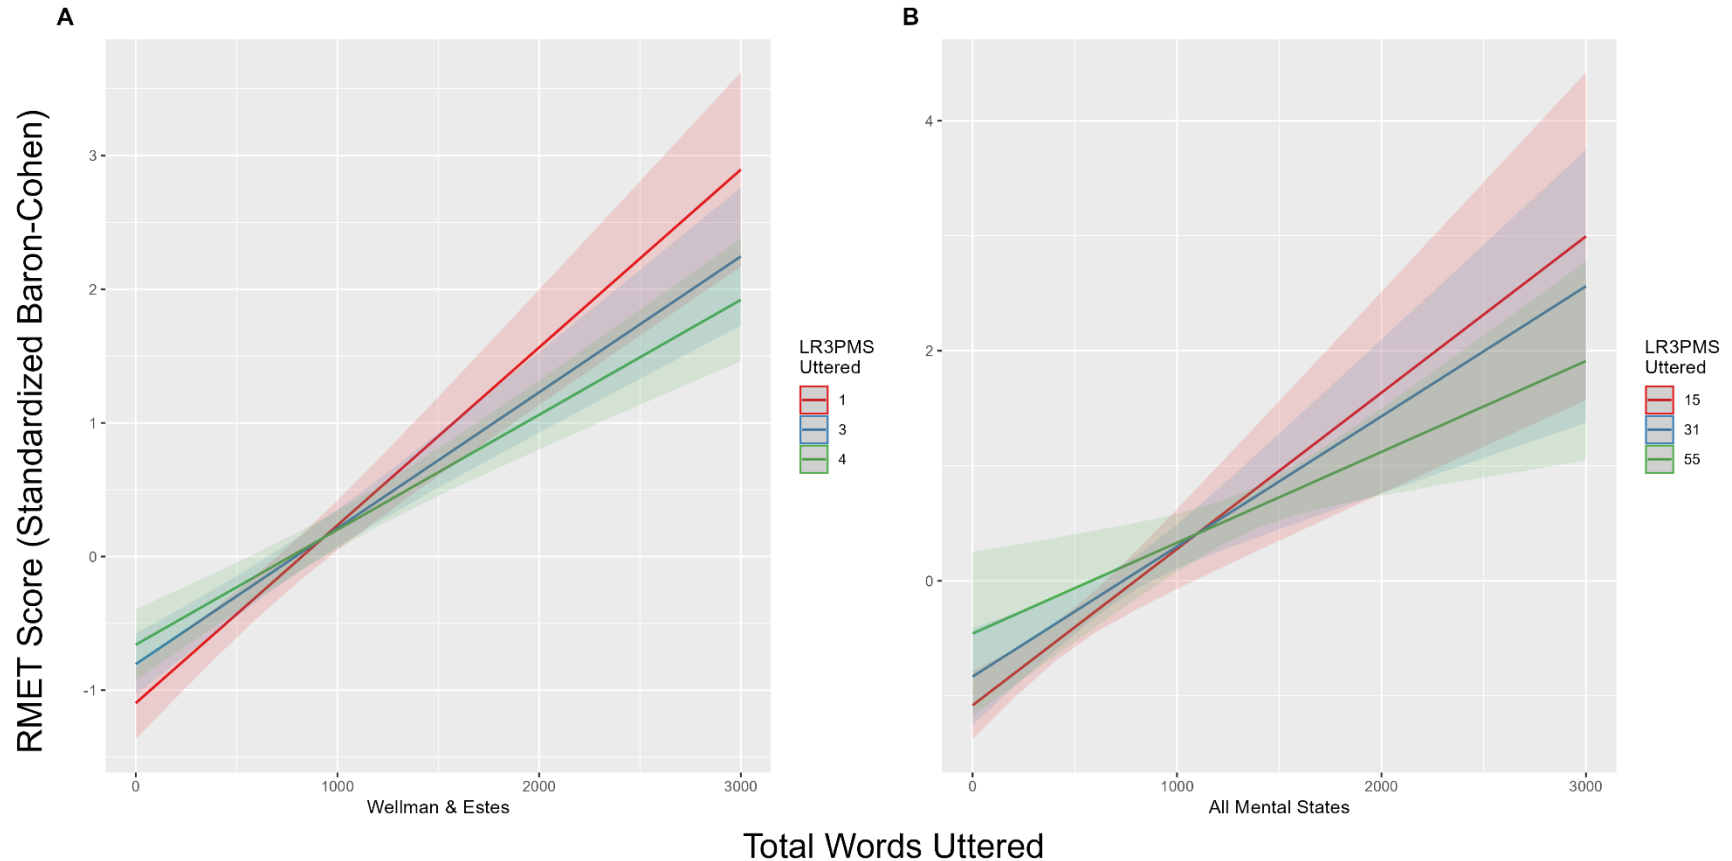 A
B
RMET Score (Standardized Baron-Cohen)
3
2
1
0
-1
0
1000
2000
3000
Wellman & Estes
LR3PMS
Uttered
1
3
4
4
2
0
0
1000
2000
3000
All Mental States
LR3PMS
Uttered
15
31
55
Total Words Uttered